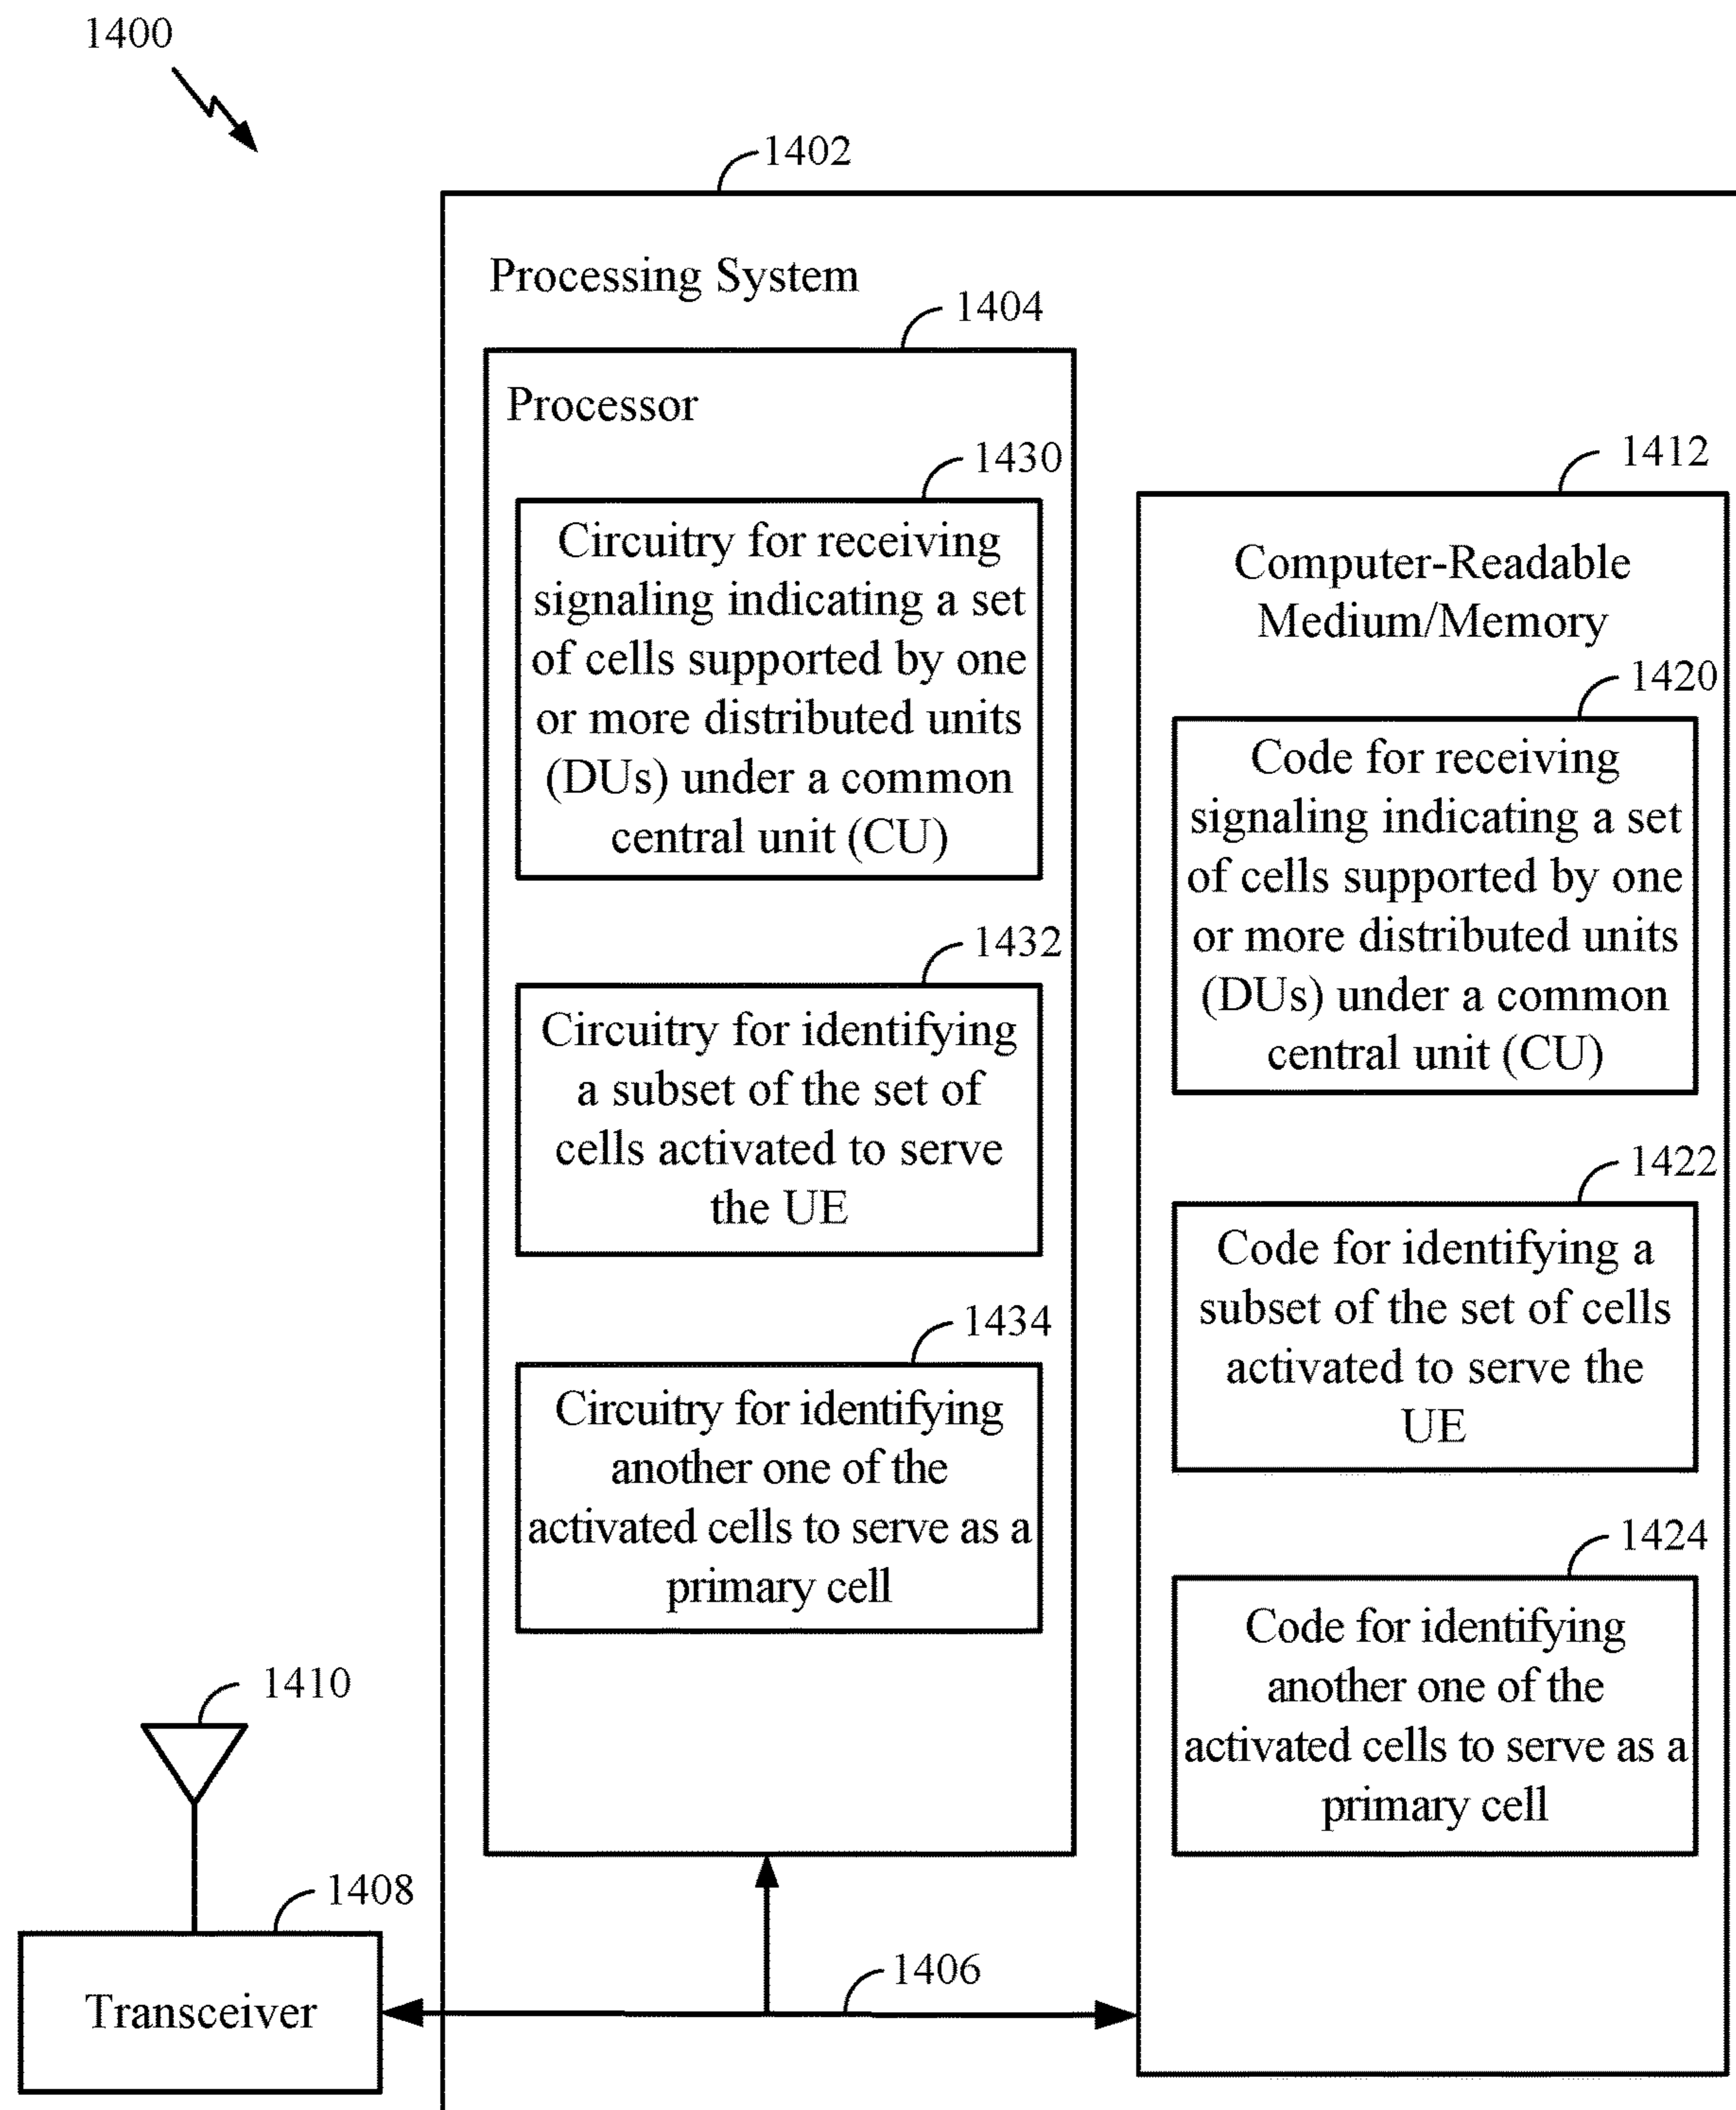 1400
1402
Processing System
1404
Processor
1430
Circuitry for receiving
signaling indicating a set
of cells supported by one
or more distributed units
(DUs) under a common
central unit (CU)
1432
Circuitry for identifying
a subset of the set of
cells activated to serve
the UE
1434
Circuitry for identifying
another one of the
activated cells to serve as a
primary cell
1412
Computer-Readable
Medium/Memory
1420
Code for receiving
signaling indicating a set
of cells supported by one
or more distributed units
(DUs) under a common
central unit (CU)
1422
Code for identifying a
subset of the set of cells
activated to serve the
UE
1424
Code for identifying
another one of the
activated cells to serve as a
primary cell
1410
1408
Transceiver
1406